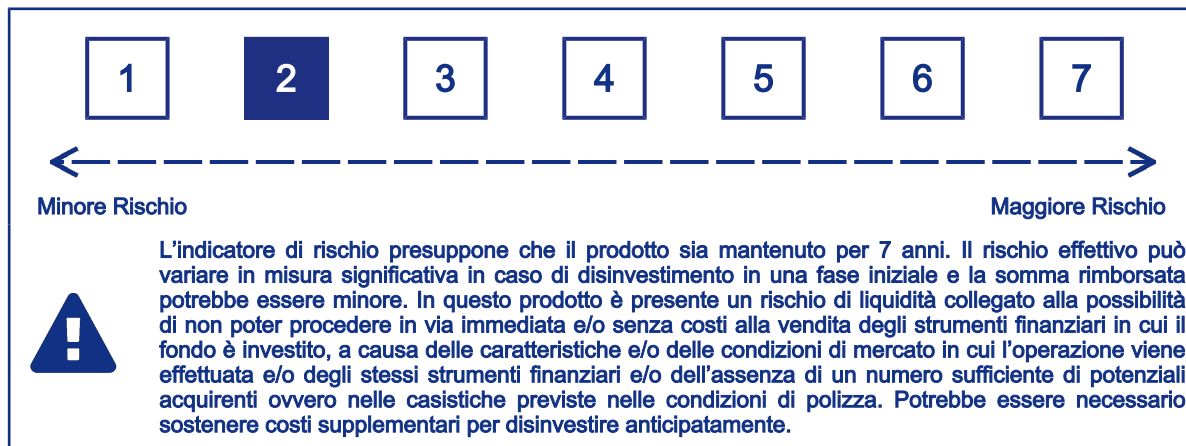 1 2 3 4 5 6 7
Minore Rischio Maggiore Rischio
L'indicatore di rischio presuppone che il prodotto sia mantenuto per 7 anni. Il rischio effettivo può
variare in misura significativa in caso di disinvestimento in una fase iniziale e la somma rimborsata
potrebbe essere minore. In questo prodotto è presente un rischio di liquidità collegato alla possibilità
di non poter procedere in via immediata e/o senza costi alla vendita degli strumenti finanziari in cui il
fondo è investito, a causa delle caratteristiche e/o delle condizioni di mercato in cui l'operazione viene
effettuata e/o degli stessi strumenti finanziari e/o dell'assenza di un numero sufficiente di potenziali
acquirenti ovvero nelle casistiche previste nelle condizioni di polizza. Potrebbe essere necessario
sostenere costi supplementari per disinvestire anticipatamente.